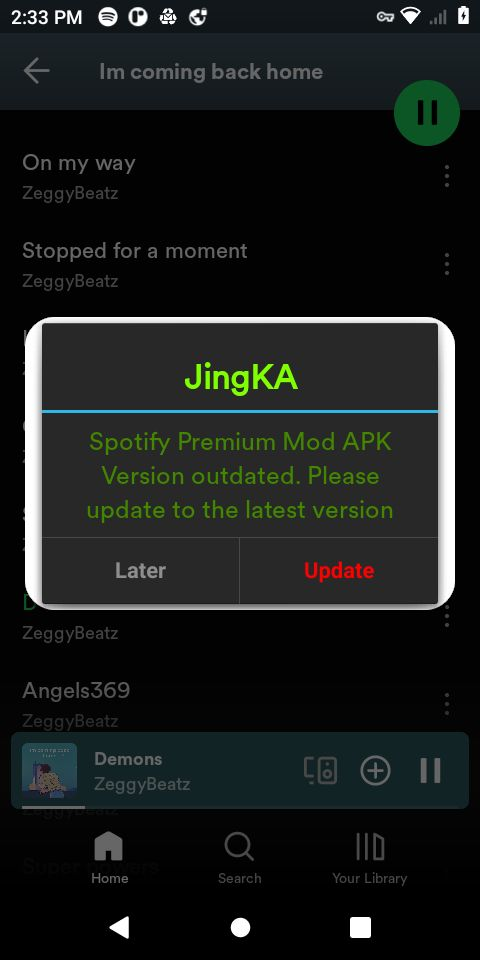 2:33 PM
Im coming back home
On my way
ZeggyBeatz
Stopped for a moment
ZeggyBeatz
JingKA
Spotify Premium Mod APK
Version outdated. Please
update to the latest version
Later
Update
ZeggyBeatz
Angels369
ZeggyBeatz
Demons
ZeggyBeatz
Super powers
Home
Search
Your Library